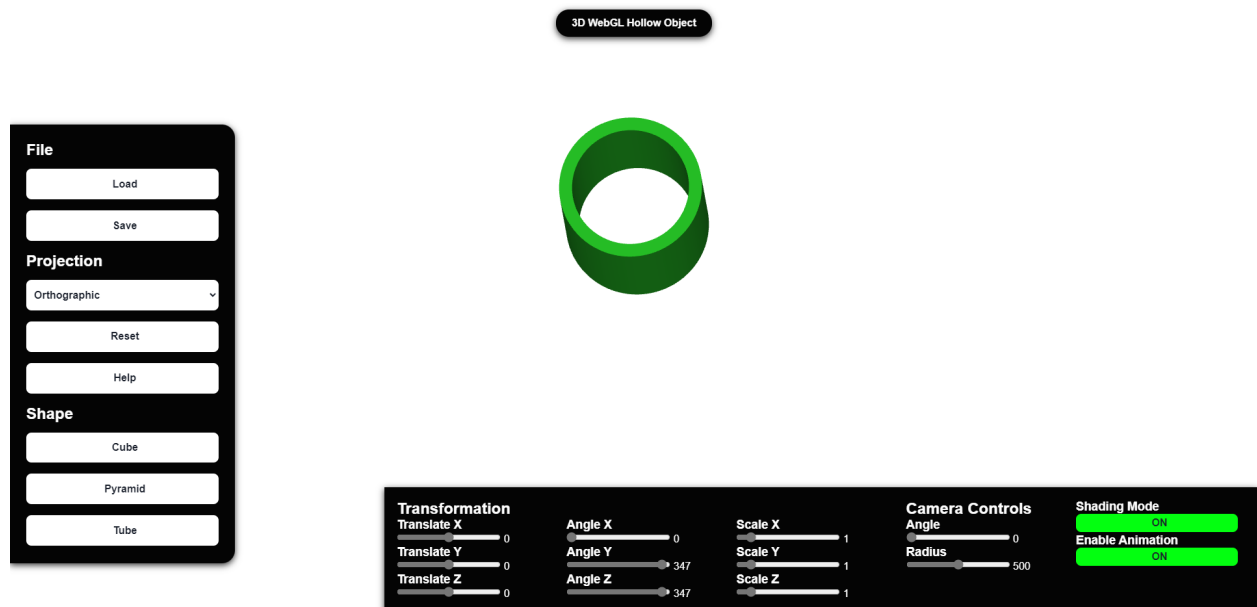 3D WebGL Hollow Object
File
Load
Save
Projection
Orthographic
Reset
Help
Shape
Cube
Pyramid
Tube
Transformation
Translate X
0
Translate Y
0
Translate Z
0
Angle X
0
Angle Y
347
Angle Z
347
Scale X
1
Scale Y
1
Scale Z
1
Camera Controls
Angle
0
Radius
500
Shading Mode
ON
Enable Animation
ON